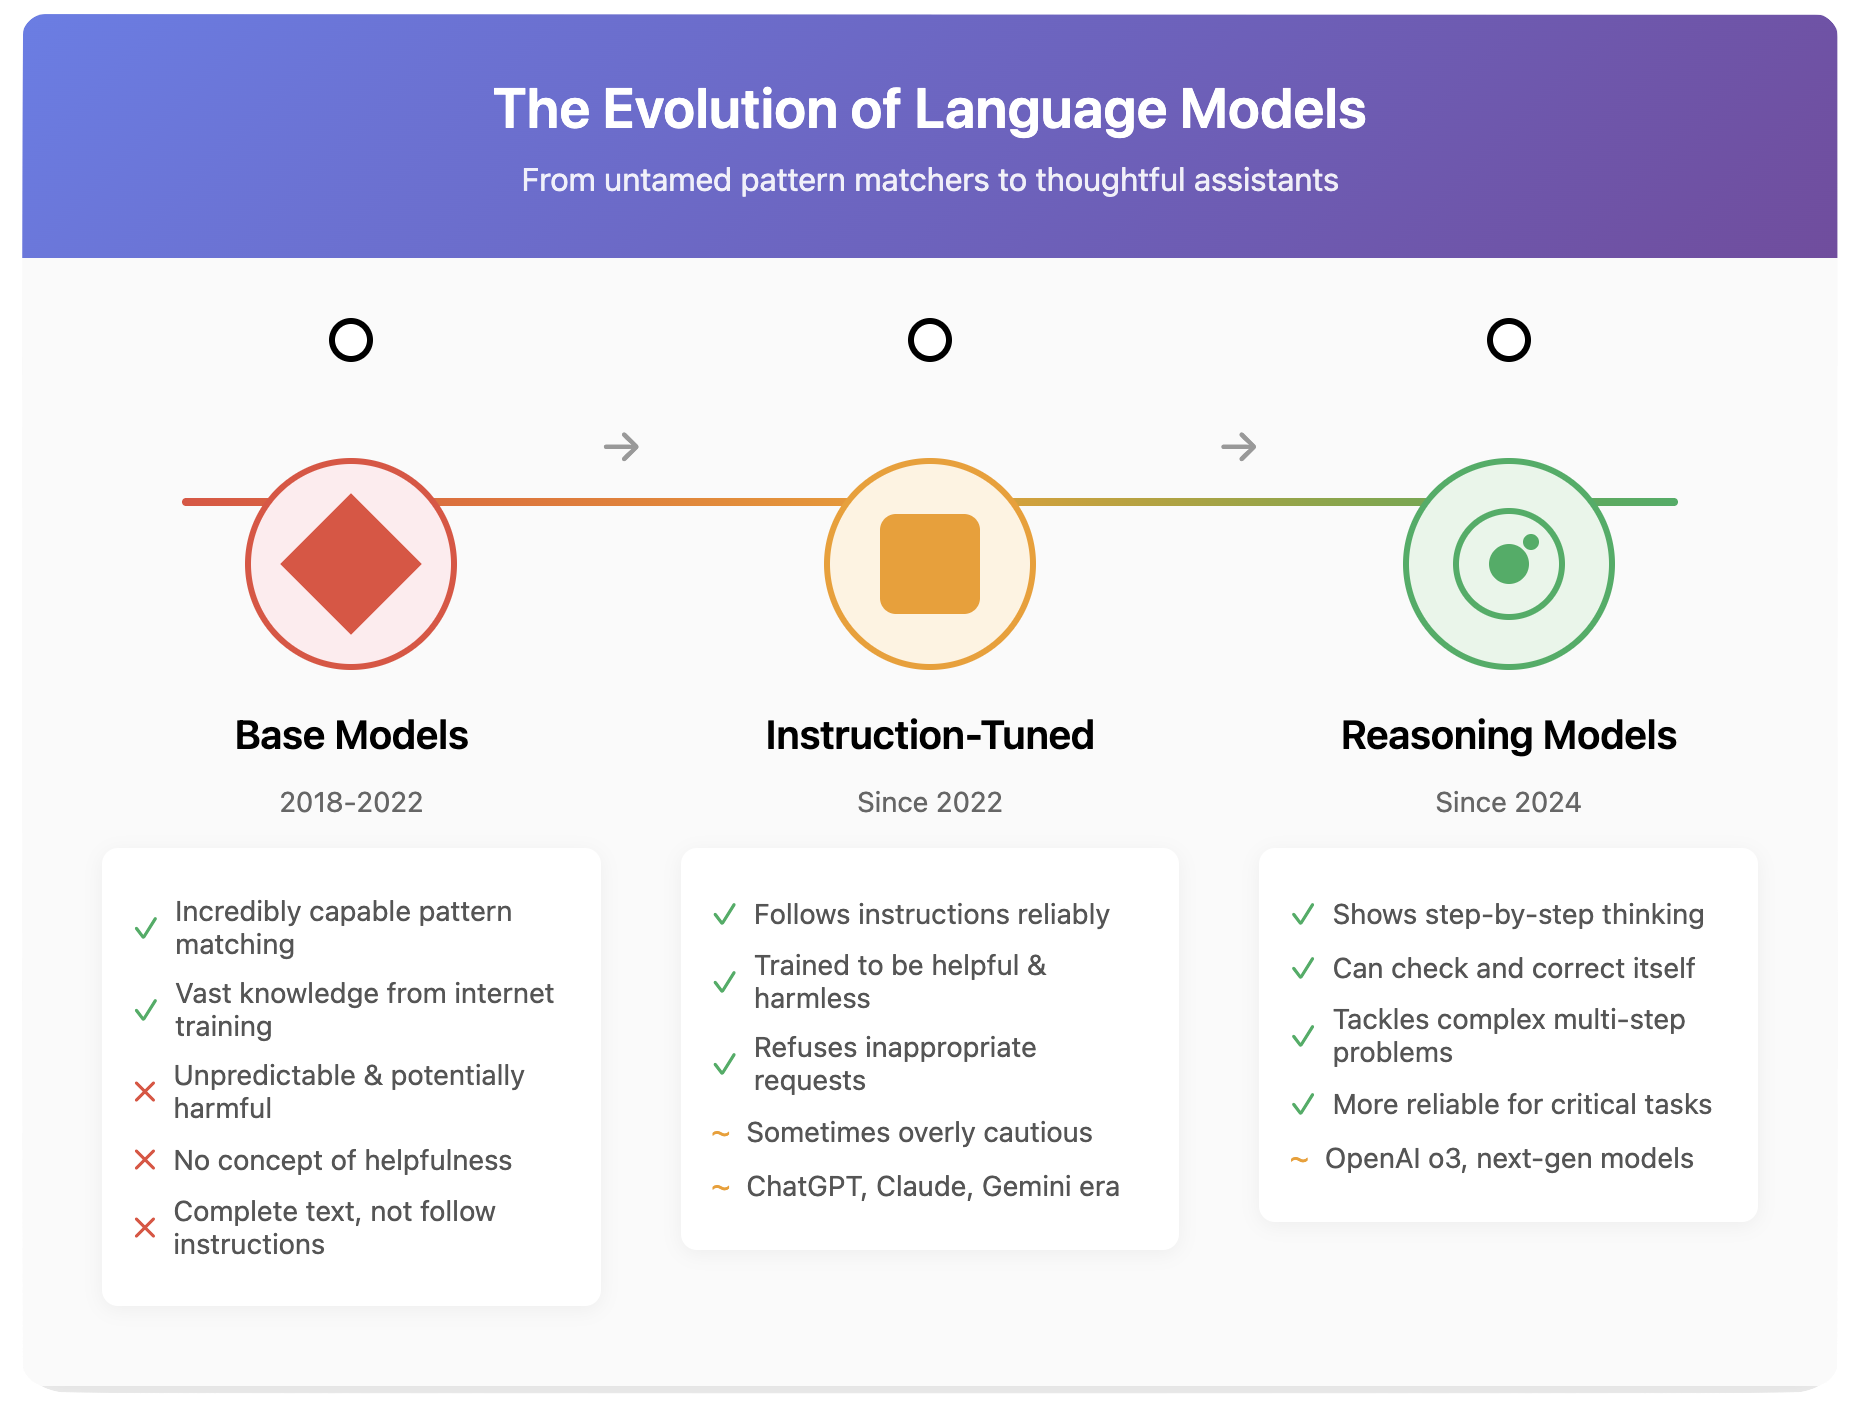 The Evolution of Language Models
From untamed pattern matchers to thoughtful assistants
Base Models
2018-2022
✓ Incredibly capable pattern
matching
✓ Vast knowledge from internet
training
✕ Unpredictable & potentially
harmful
✕ No concept of helpfulness
✕ Complete text, not follow
instructions
Instruction-Tuned
Since 2022
✓ Follows instructions reliably
✓ Trained to be helpful &
harmless
✓ Refuses inappropriate
requests
~ Sometimes overly cautious
~ ChatGPT, Claude, Gemini era
Reasoning Models
Since 2024
✓ Shows step-by-step thinking
✓ Can check and correct itself
✓ Tackles complex multi-step
problems
✓ More reliable for critical tasks
~ OpenAI o3, next-gen models